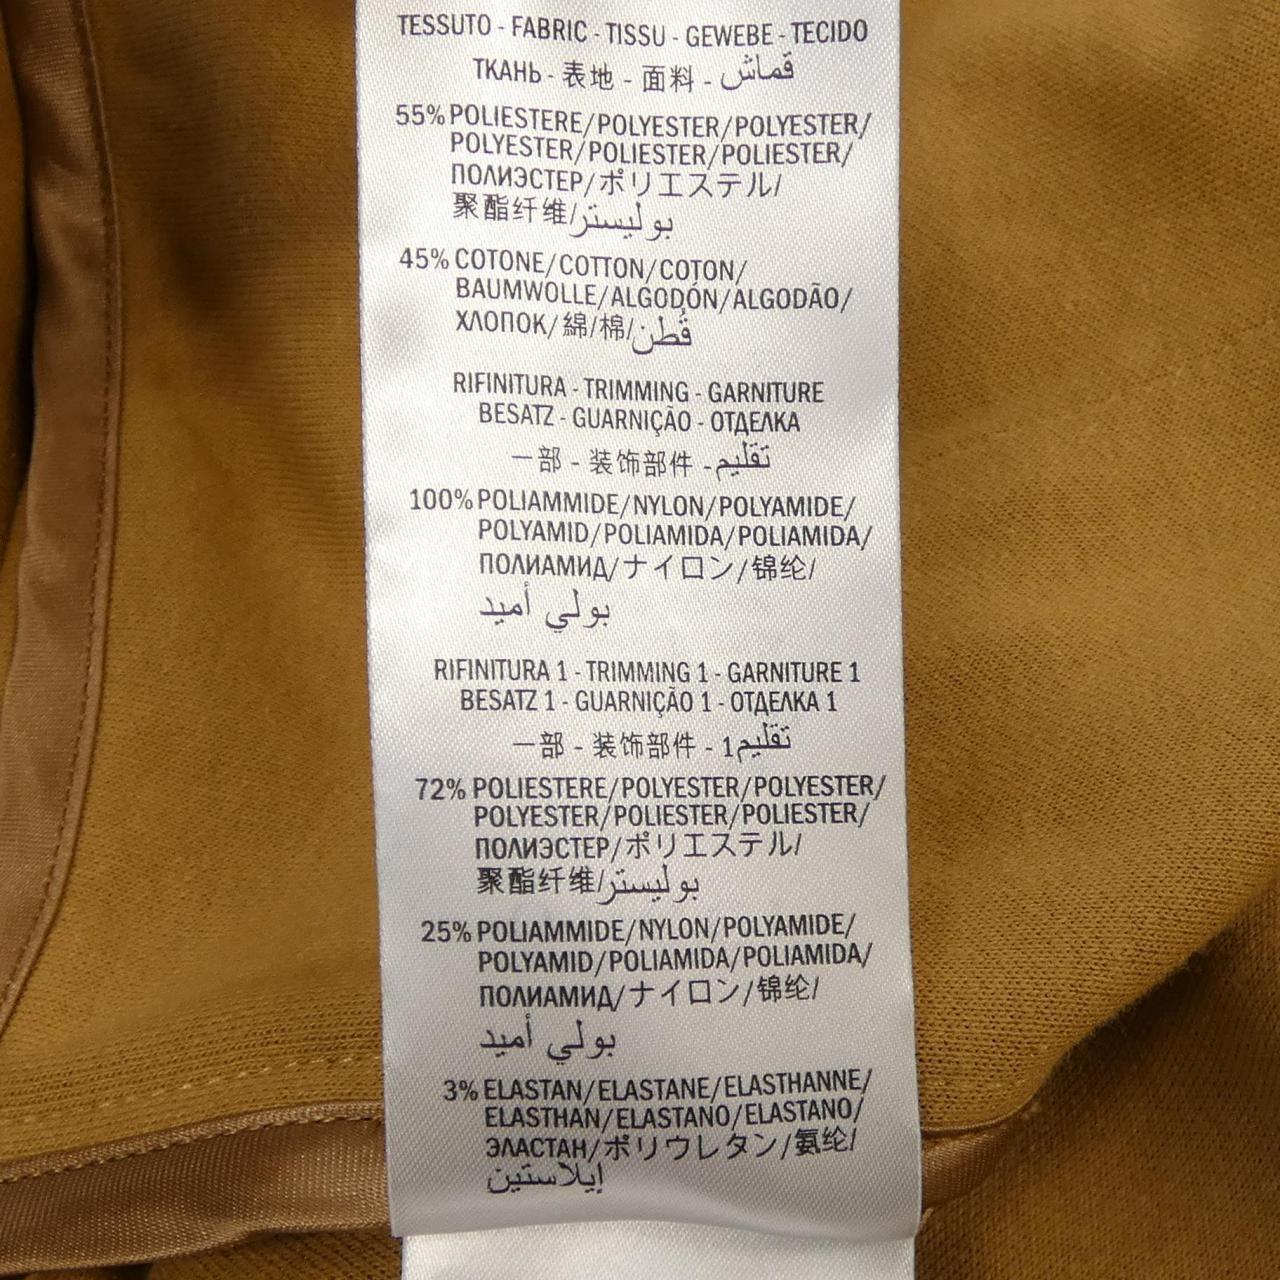 TESSUTO - FABRIC - TISSU - GEWEBE - TECIDO
ТКАНЬ - 表地 - 面料 - قماش
55% POLIESTERE/POLYESTER/POLYESTER/
POLYESTER/POLIESTER/POLIESTER/
ПОЛИЭСТЕР/ポリエステル/
聚酯纤维/بوليستر
45% COTONE/COTTON/COTON/
BAUMWOLLE/ALGODÓN/ALGODÃO/
ХЛОПОК/綿/棉/قُطن
RIFINITURA - TRIMMING - GARNITURE
BESATZ - GUARNIÇÃO - ОТДЕЛКА
一部 - 装饰部件 - تقليم
100% POLIAMMIDE/NYLON/POLYAMIDE/
POLYAMID/POLIAMIDA/POLIAMIDA/
ПОЛИАМИД/ナイロン/锦纶/
بولي أميد
RIFINITURA 1 - TRIMMING 1 - GARNITURE 1
BESATZ 1 - GUARNIÇÃO 1 - ОТДЕЛКА 1
一部 - 装饰部件 - 1تقليم
72% POLIESTERE/POLYESTER/POLYESTER/
POLYESTER/POLIESTER/POLIESTER/
ПОЛИЭСТЕР/ポリエステル/
聚酯纤维/بوليستر
25% POLIAMMIDE/NYLON/POLYAMIDE/
POLYAMID/POLIAMIDA/POLIAMIDA/
ПОЛИАМИД/ナイロン/锦纶/
بولي أميد
3% ELASTAN/ELASTANE/ELASTHANNE/
ELASTHAN/ELASTANO/ELASTANO/
ЭЛАСТАН/ポリウレタン/氨纶/
إيلاستين